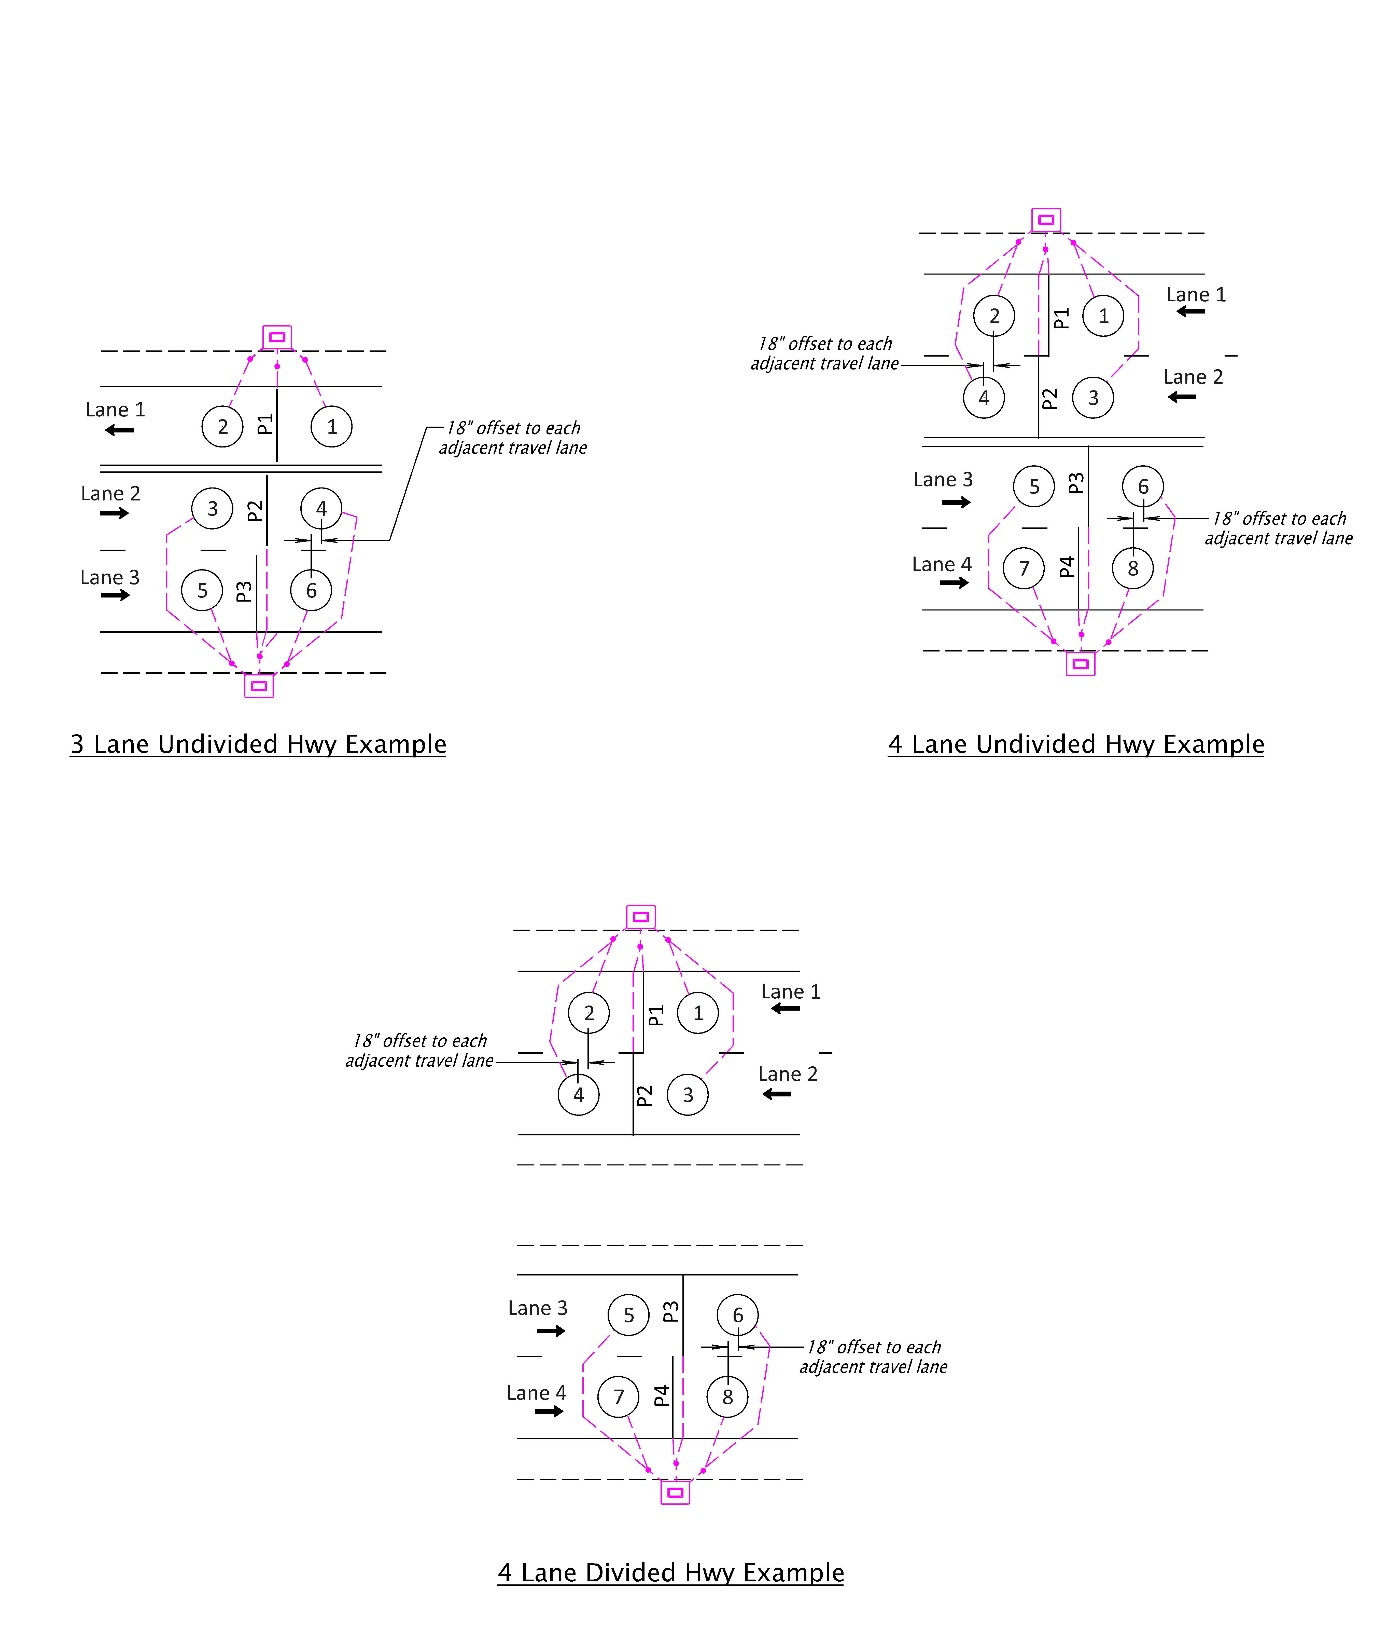 Lane 1
2
P1
1
18" offset to each
adjacent travel lane
Lane 2
3
P2
4
Lane 3
5
P3
6
3 Lane Undivided Hwy Example
Lane 1
2
P1
1
18" offset to each
adjacent travel lane
Lane 2
4
P2
3
Lane 3
5
P3
6
18" offset to each
adjacent travel lane
Lane 4
7
P4
8
4 Lane Undivided Hwy Example
Lane 1
2
P1
1
18" offset to each
adjacent travel lane
Lane 2
4
P2
3
Lane 3
5
P3
6
18" offset to each
adjacent travel lane
Lane 4
7
P4
8
4 Lane Divided Hwy Example